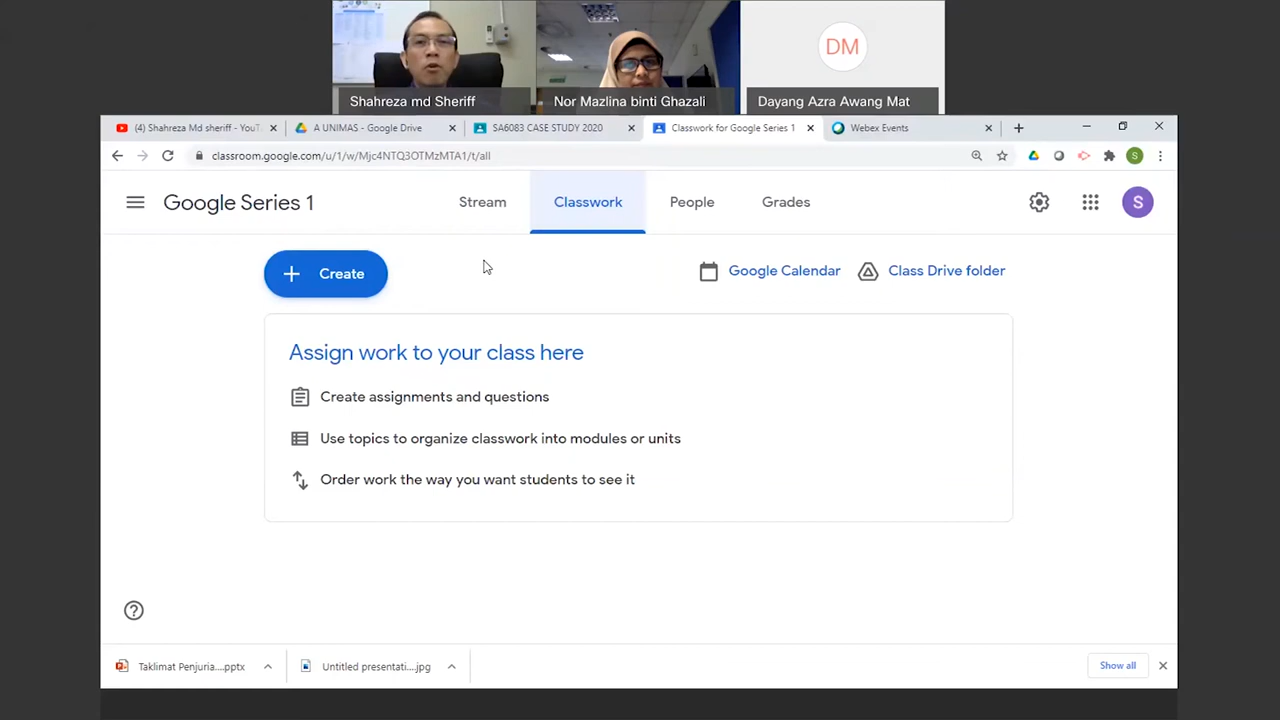 Shahreza md Sheriff
Nor Mazlina binti Ghazali
DM
Dayang Azra Awang Mat
(4) Shahreza Md sheriff - YouT
A UNIMAS - Google Drive
SA6083 CASE STUDY 2020
Classwork for Google Series 1
Webex Events
classroom.google.com/u/1/w/Mjc4NTQ3OTMzMTA1/t/all
S
Google Series 1
Stream
Classwork
People
Grades
S
Create
Google Calendar
Class Drive folder
Assign work to your class here
Create assignments and questions
Use topics to organize classwork into modules or units
Order work the way you want students to see it
Taklimat Penjuria....pptx
Untitled presentati....jpg
Show all